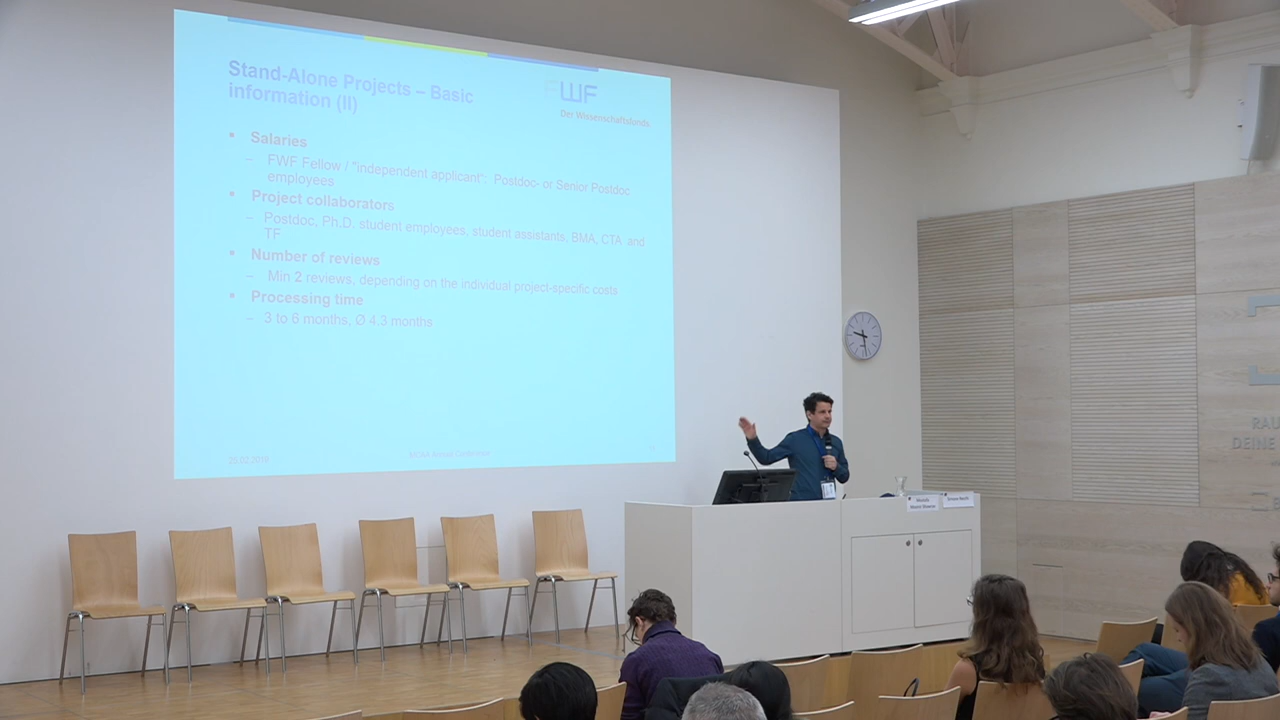 Stand-Alone Projects – Basic
information (II)
FWF
Der Wissenschaftsfonds
▪ Salaries
– FWF Fellow / "independent applicant": Postdoc- or Senior Postdoc
employees
▪ Project collaborators
– Postdoc, Ph.D. student employees, student assistants, BMA, CTA and
TF
▪ Number of reviews
– Min 2 reviews, depending on the individual project-specific costs
▪ Processing time
– 3 to 6 months, Ø 4.3 months
RAU
DEINE